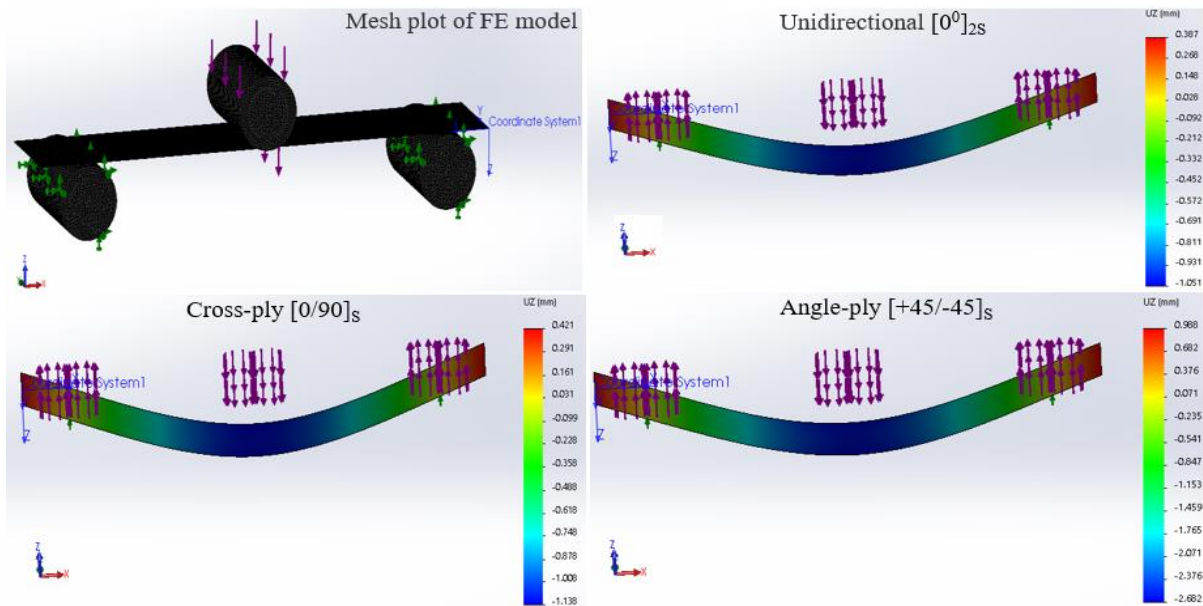 Mesh plot of FE model
Y
Coordinate System1
Z
Z
X
Unidirectional [0⁰]₂S
UZ (mm)
0.387
0.148
0.028
-0.092
-0.212
-0.332
-0.452
-0.572
-0.691
-0.811
-0.931
-1.051
Coordinate System1
Z
Z
X
Cross-ply [0/90]S
UZ (mm)
0.421
0.291
0.161
0.031
-0.099
-0.228
-0.358
-0.488
-0.618
-0.748
-0.878
-1.008
-1.138
Coordinate System1
Z
Z
X
Angle-ply [+45/-45]S
UZ (mm)
0.988
0.682
0.376
0.071
-0.235
-0.541
-0.847
-1.153
-1.459
-1.765
-2.071
-2.376
-2.682
Coordinate System1
Z
Z
X